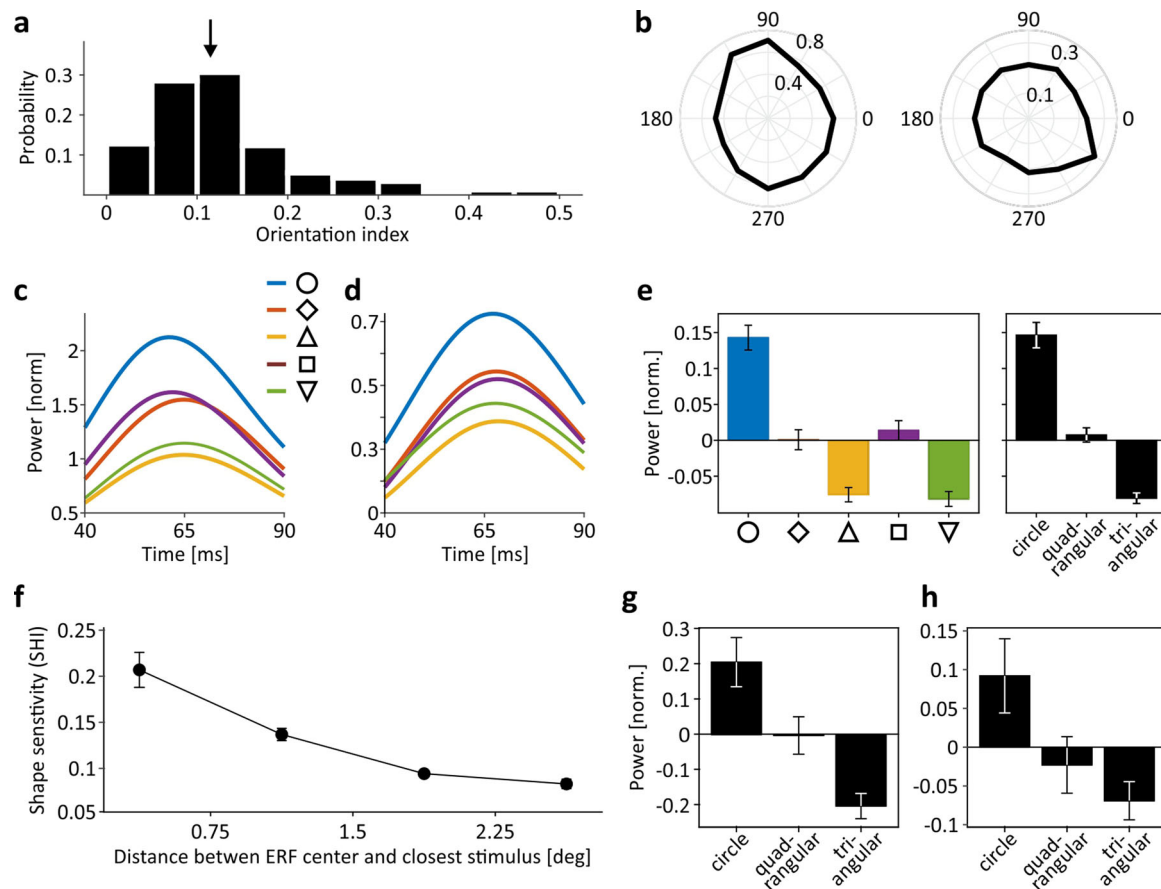 a
Probability
0.3
0.2
0.1
0 0.1 0.2 0.3 0.4 0.5
Orientation index
b
90
0.8
0.4
180
0
270
90
0.3
0.1
180
0
270
c
Power [norm]
2
1.5
1
0.5
40 65 90
Time [ms]
d
0.7
0.5
0.3
0
40 65 90
Time [ms]
e
Power [norm.]
0.15
0.1
0.05
0
-0.05
circle
quad-
rangular
tri-
angular
f
Shape senstivity (SHI)
0.25
0.2
0.15
0.1
0.05
0.75 1.5 2.25
Distance betwen ERF center and closest stimulus [deg]
g
Power [norm.]
0.3
0.2
0.1
0
-0.1
-0.2
circle
quad-
rangular
tri-
angular
h
0.15
0.1
0.05
0
-0.05
-0.1
circle
quad-
rangular
tri-
angular